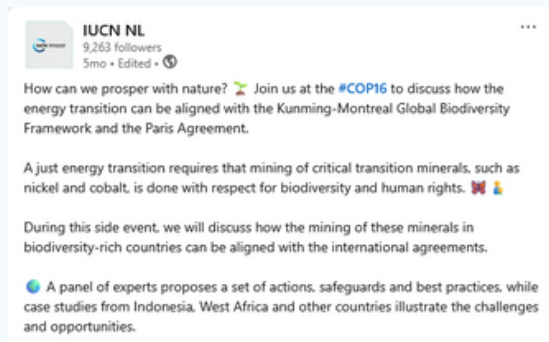 IUCN NL
9,263 followers
5mo • Edited •
How can we prosper with nature? 🌱 Join us at the #COP16 to discuss how the
energy transition can be aligned with the Kunming-Montreal Global Biodiversity
Framework and the Paris Agreement.
A just energy transition requires that mining of critical transition minerals, such as
nickel and cobalt, is done with respect for biodiversity and human rights.
During this side event, we will discuss how the mining of these minerals in
biodiversity-rich countries can be aligned with the international agreements.
A panel of experts proposes a set of actions, safeguards and best practices, while
case studies from Indonesia, West Africa and other countries illustrate the challenges
and opportunities.